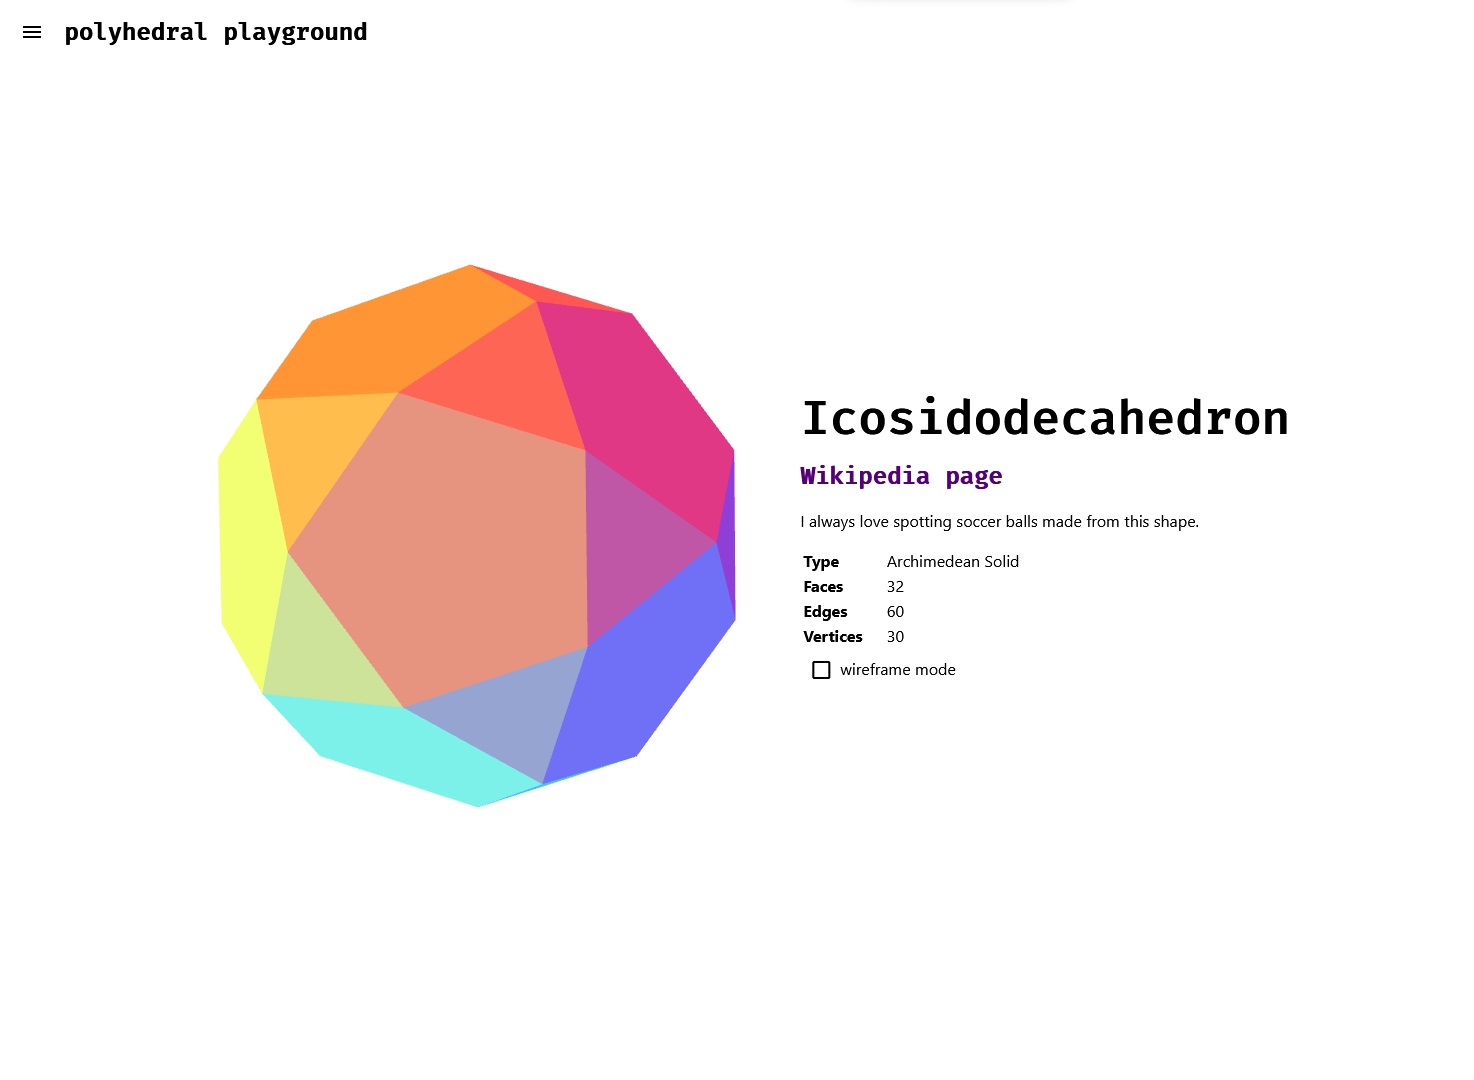 polyhedral playground
Icosidodecahedron
Wikipedia page
I always love spotting soccer balls made from this shape.
Type Archimedean Solid
Faces 32
Edges 60
Vertices 30
wireframe mode